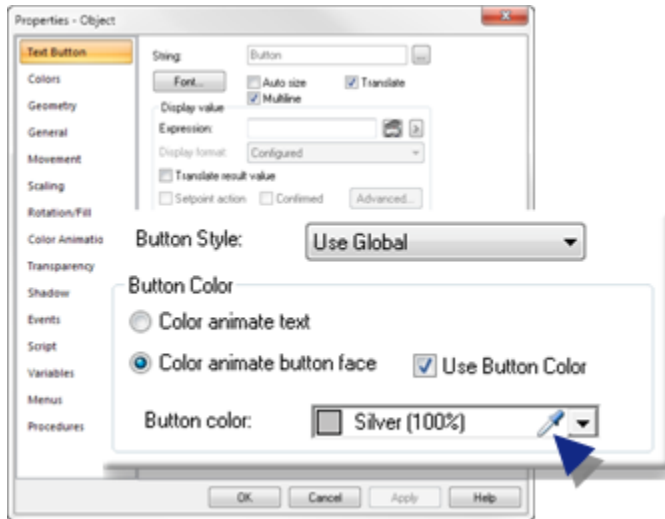 Properties - Object
Text Button
Colors
Geometry
General
Movement
Scaling
Rotation/Fill
Color Animatio
Transparency
Shadow
Events
Script
Variables
Menus
Procedures
String: Button ...
Font... Auto size Translate
Multiline
Display value
Expression: >
Display format: Configured
Translate result value
Setpoint action Confirmed Advanced...
Button Style: Use Global
Button Color
Color animate text
Color animate button face Use Button Color
Button color: Silver (100%)
OK Cancel Apply Help